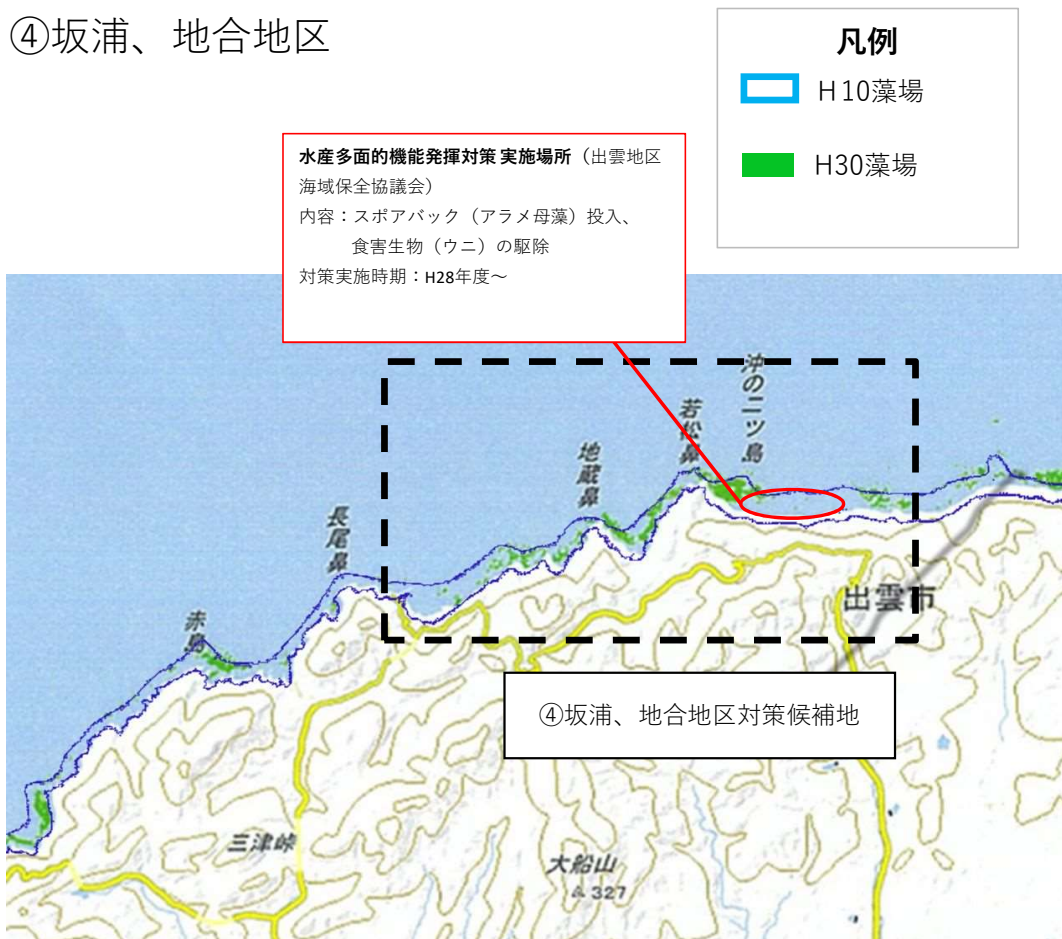 ④坂浦、地合地区
凡例
H10藻場
H30藻場
水産多面的機能発揮対策 実施場所（出雲地区
海域保全協議会）
内容：スポアバック（アラメ母藻）投入、
食害生物（ウニ）の駆除
対策実施時期：H28年度～
沖の二ツ島
若松鼻
地蔵鼻
長尾鼻
赤島
出雲市
④坂浦、地合地区対策候補地
三津峠
大船山
327